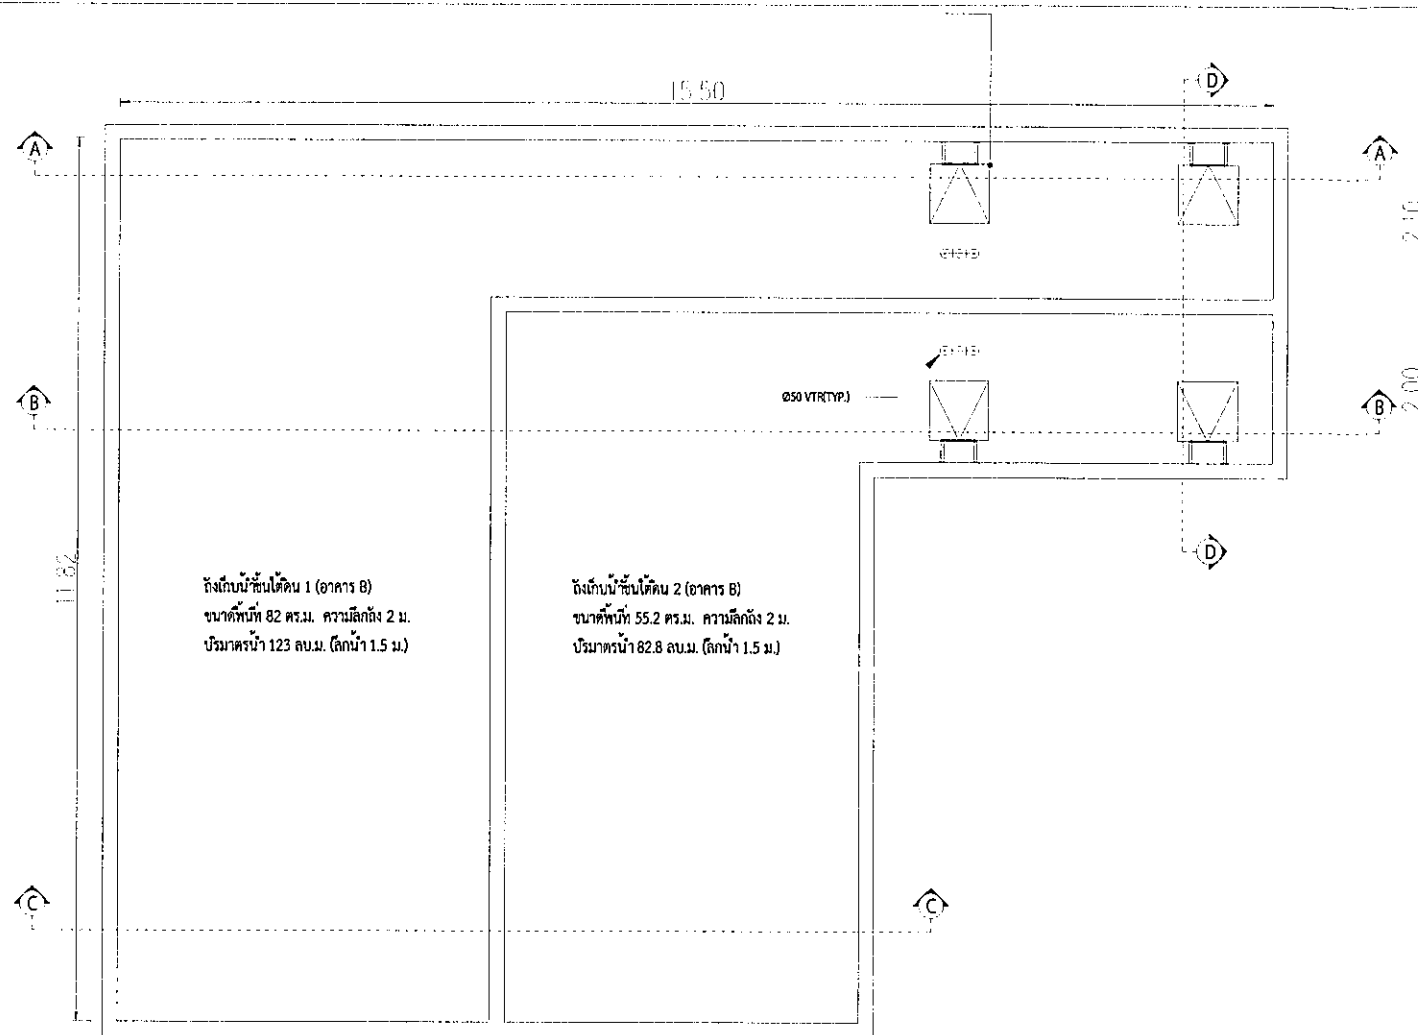 15.50
D
A
A
2.10
Ø50 VTR(TYP.)
B
B
2.00
11.82
D
ถังเก็บน้ำชั้นใต้ดิน 1 (อาคาร B)
ขนาดพื้นที่ 82 ตร.ม. ความลึกถัง 2 ม.
ปริมาตรน้ำ 123 ลบ.ม. (ลึกน้ำ 1.5 ม.)
ถังเก็บน้ำชั้นใต้ดิน 2 (อาคาร B)
ขนาดพื้นที่ 55.2 ตร.ม. ความลึกถัง 2 ม.
ปริมาตรน้ำ 82.8 ลบ.ม. (ลึกน้ำ 1.5 ม.)
C
C